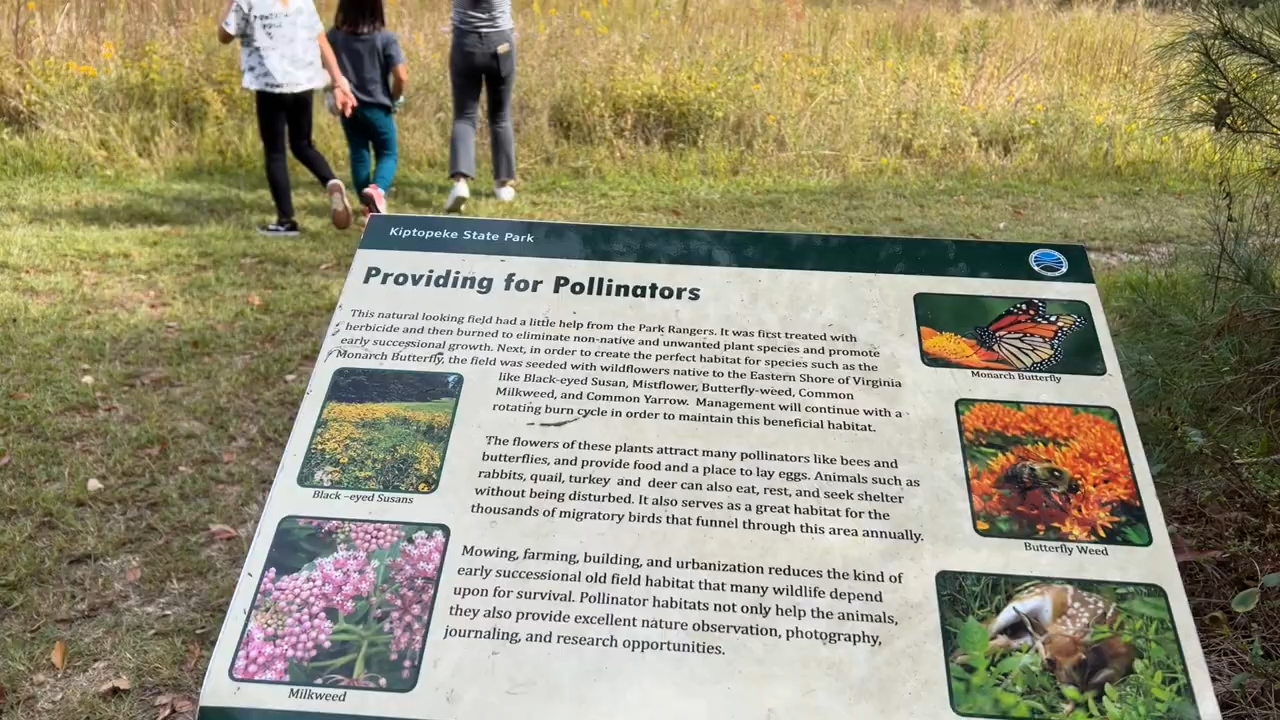 Kiptopeke State Park
Providing for Pollinators
This natural looking field had a little help from the Park Rangers. It was first treated with
herbicide and then burned to eliminate non-native and unwanted plant species and promote
early successional growth. Next, in order to create the perfect habitat for species such as the
Monarch Butterfly, the field was seeded with wildflowers native to the Eastern Shore of Virginia
like Black-eyed Susan, Mistflower, Butterfly-weed, Common
Milkweed, and Common Yarrow. Management will continue with a
rotating burn cycle in order to maintain this beneficial habitat.
The flowers of these plants attract many pollinators like bees and
butterflies, and provide food and a place to lay eggs. Animals such as
rabbits, quail, turkey and deer can also eat, rest, and seek shelter
without being disturbed. It also serves as a great habitat for the
thousands of migratory birds that funnel through this area annually.
Mowing, farming, building, and urbanization reduces the kind of
early successional old field habitat that many wildlife depend
upon for survival. Pollinator habitats not only help the animals,
they also provide excellent nature observation, photography,
journaling, and research opportunities.
Black –eyed Susans
Milkweed
Monarch Butterfly
Butterfly Weed